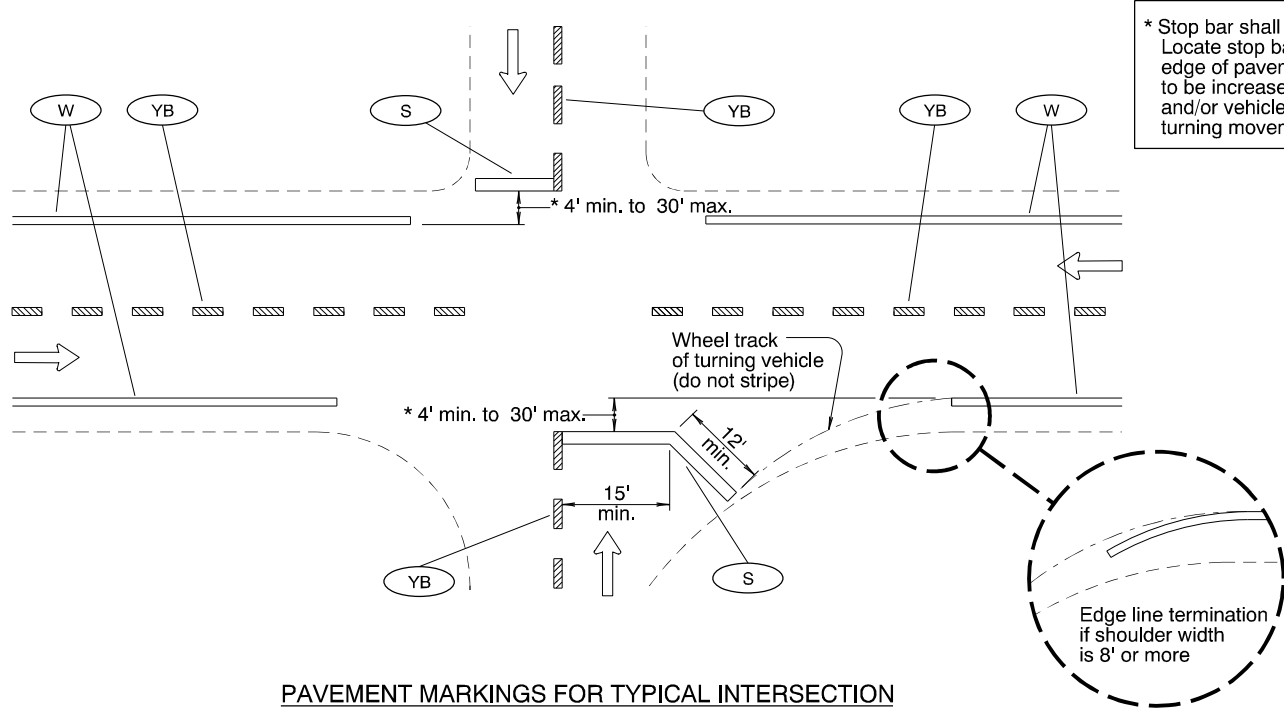 * Stop bar shall
Locate stop ba
edge of paven
to be increase
and/or vehicle
turning mover
W
YB
S
YB
YB
W
* 4' min. to 30' max.
Wheel track
of turning vehicle
(do not stripe)
* 4' min. to 30' max.
12'
min.
15'
min.
YB
S
Edge line termination
if shoulder width
is 8' or more
PAVEMENT MARKINGS FOR TYPICAL INTERSECTION